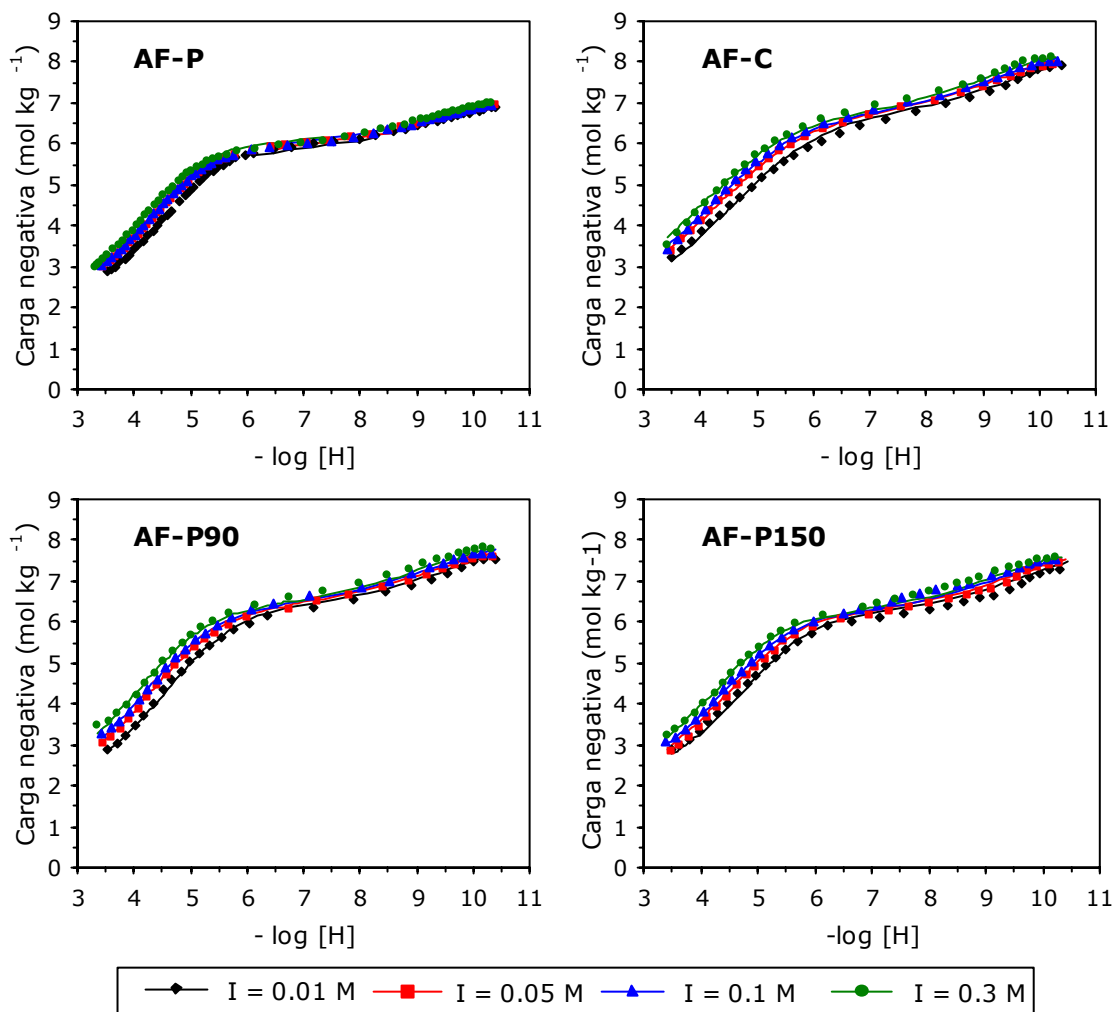 AF-P
Carga negativa (mol kg -1)
9
8
7
6
5
4
3
2
1
0
3 4 5 6 7 8 9 10 11
- log [H]
AF-C
Carga negativa (mol kg -1)
9
8
7
6
5
4
3
2
1
0
3 4 5 6 7 8 9 10 11
- log [H]
AF-P90
Carga negativa (mol kg -1)
9
8
7
6
5
4
3
2
1
0
3 4 5 6 7 8 9 10 11
- log [H]
AF-P150
Carga negativa (mol kg-1)
9
8
7
6
5
4
3
2
1
0
3 4 5 6 7 8 9 10 11
-log [H]
I = 0.01 M I = 0.05 M I = 0.1 M I = 0.3 M